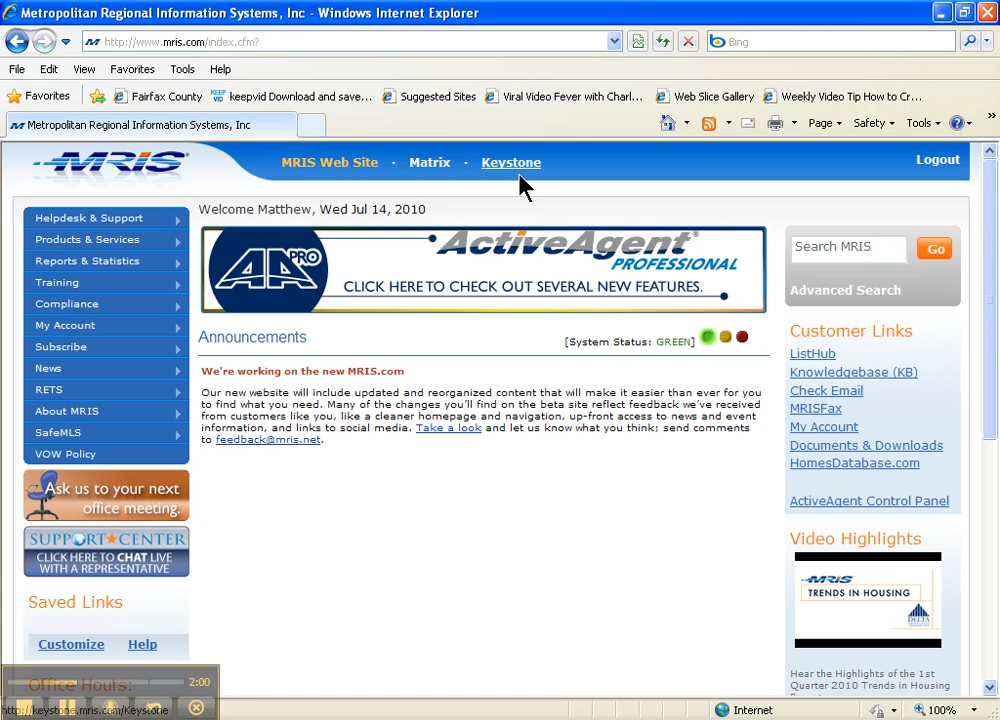 Metropolitan Regional Information Systems, Inc - Windows Internet Explorer
http://www.mris.com/index.cfm?
Bing
File Edit View Favorites Tools Help
Favorites Fairfax County KEEP VID keepvid Download and save... Suggested Sites Viral Video Fever with Charl... Web Slice Gallery Weekly Video Tip How to Cr...
Metropolitan Regional Information Systems, Inc
Page Safety Tools
MRIS MRIS Web Site · Matrix · Keystone Logout
Welcome Matthew, Wed Jul 14, 2010
Helpdesk & Support
Products & Services
Reports & Statistics
Training
Compliance
My Account
Subscribe
News
RETS
About MRIS
SafeMLS
VOW Policy
Ask us to your next
office meeting.
SUPPORT CENTER
CLICK HERE TO CHAT LIVE
WITH A REPRESENTATIVE
Saved Links
Customize Help
Office Hours:
2:00
http://keystone.mris.com/Keystone
AA PRO
ActiveAgent®
PROFESSIONAL
CLICK HERE TO CHECK OUT SEVERAL NEW FEATURES.
Announcements
[System Status: GREEN]
We're working on the new MRIS.com
Our new website will include updated and reorganized content that will make it easier than ever for you
to find what you need. Many of the changes you'll find on the beta site reflect feedback we've received
from customers like you, like a cleaner homepage and navigation, up-front access to news and event
information, and links to social media. Take a look and let us know what you think; send comments
to feedback@mris.net.
Search MRIS Go
Advanced Search
Customer Links
ListHub
Knowledgebase (KB)
Check Email
MRISFax
My Account
Documents & Downloads
HomesDatabase.com
ActiveAgent Control Panel
Video Highlights
MRIS
TRENDS IN HOUSING
DELTA
Hear the Highlights of the 1st
Quarter 2010 Trends in Housing
Internet 100%